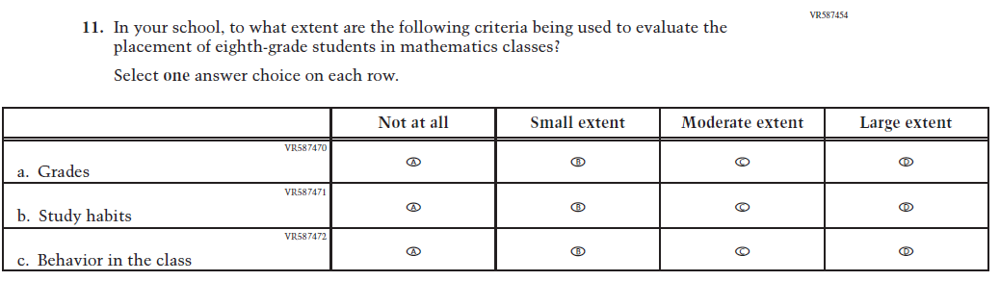 VR587454
11. In your school, to what extent are the following criteria being used to evaluate the
placement of eighth-grade students in mathematics classes?
Select one answer choice on each row.
Not at all Small extent Moderate extent Large extent
VR587470
a. Grades A B C D
VR587471
b. Study habits A B C D
VR587472
c. Behavior in the class A B C D